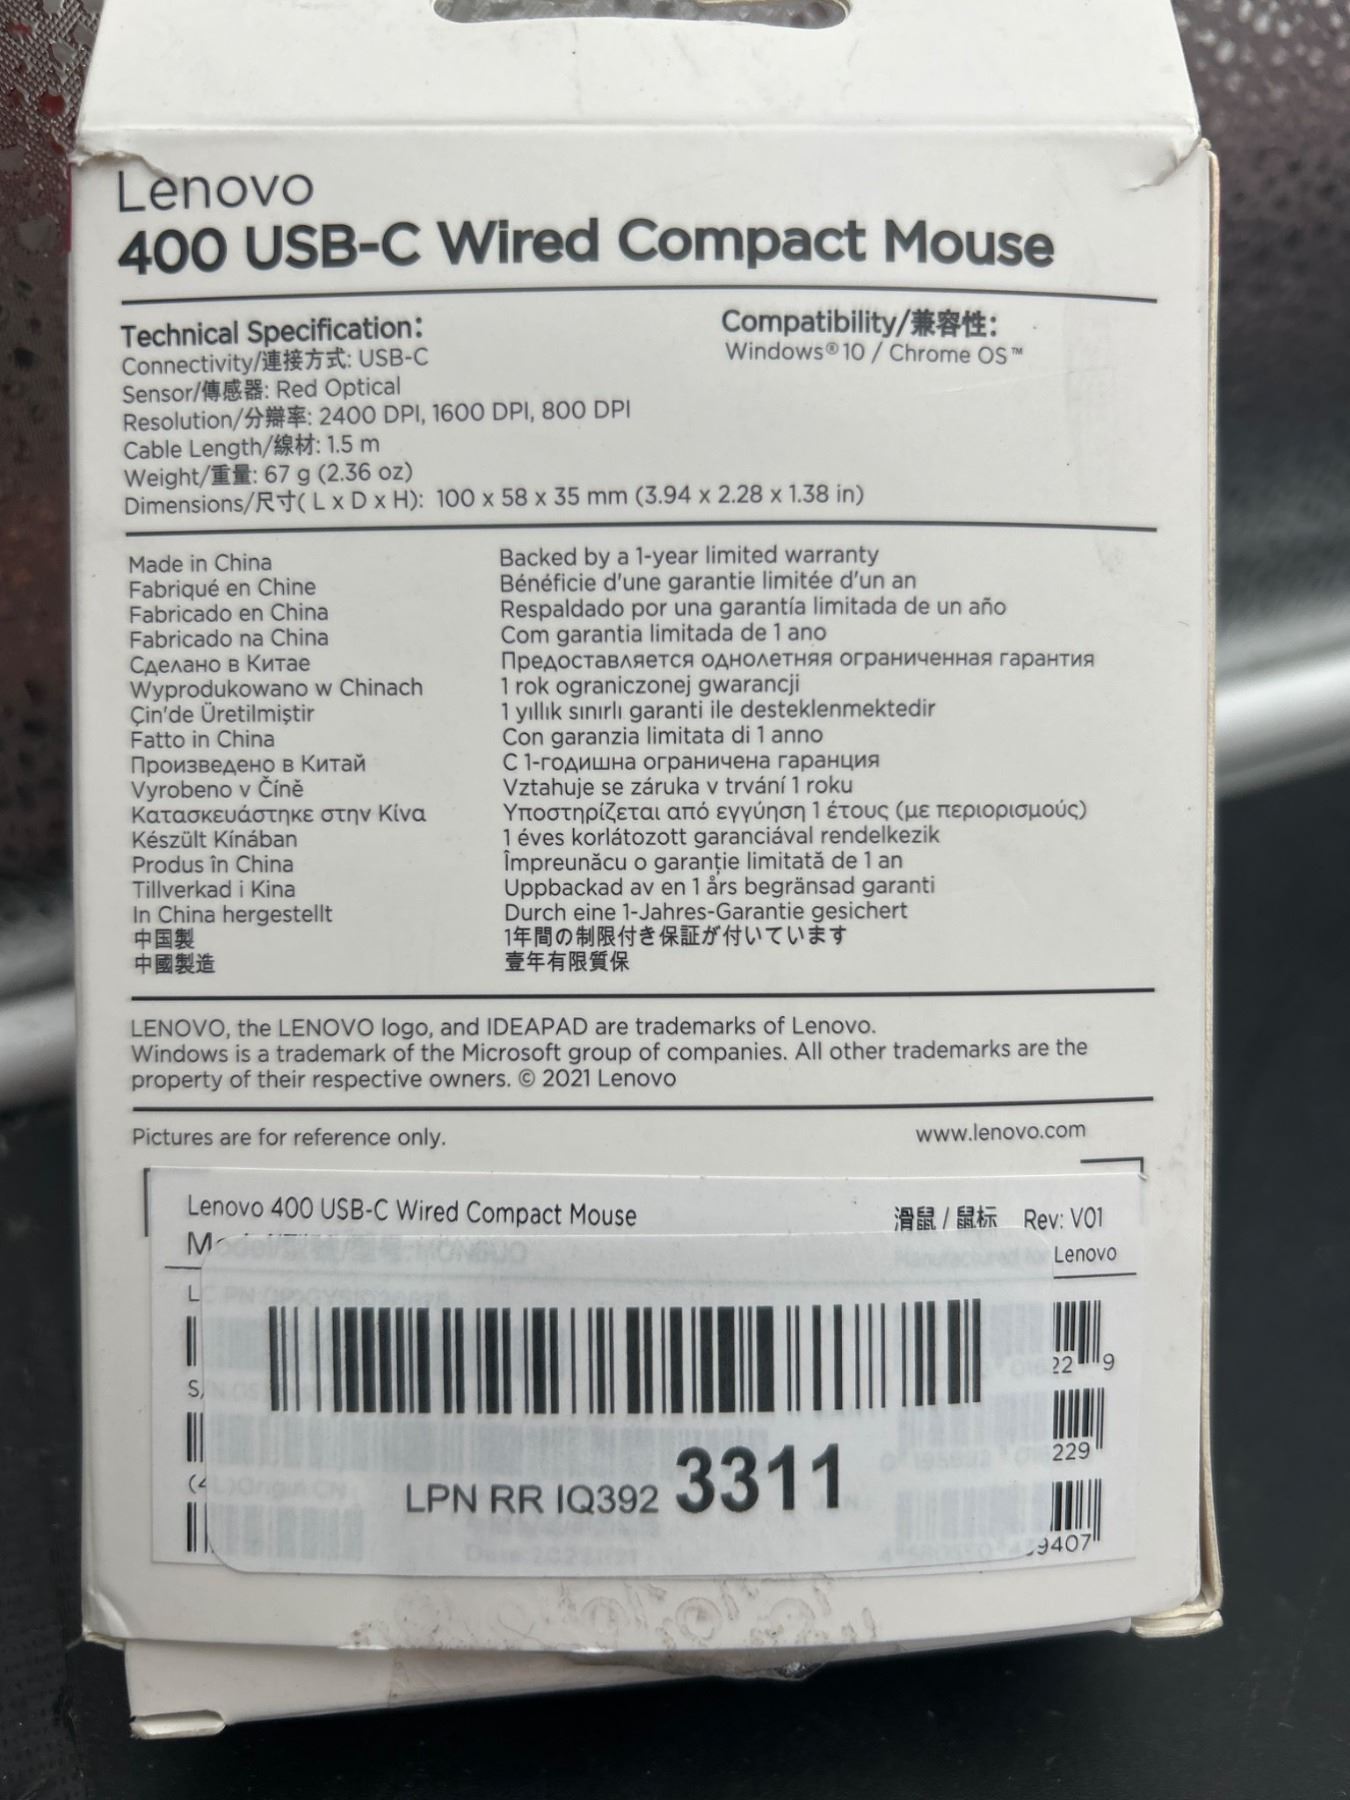 Lenovo
400 USB-C Wired Compact Mouse
Technical Specification:
Connectivity/連接方式: USB-C
Sensor/傳感器: Red Optical
Resolution/分辯率: 2400 DPI, 1600 DPI, 800 DPI
Cable Length/線材: 1.5 m
Weight/重量: 67 g (2.36 oz)
Dimensions/尺寸( L x D x H): 100 x 58 x 35 mm (3.94 x 2.28 x 1.38 in)
Compatibility/兼容性:
Windows® 10 / Chrome OS™
Made in China
Fabriqué en Chine
Fabricado en China
Fabricado na China
Сделано в Китае
Wyprodukowano w Chinach
Çin'de Üretilmiştir
Fatto in China
Произведено в Китай
Vyrobeno v Číně
Κατασκευάστηκε στην Κίνα
Készült Kínában
Produs în China
Tillverkad i Kina
In China hergestellt
中国製
中國製造
Backed by a 1-year limited warranty
Bénéficie d'une garantie limitée d'un an
Respaldado por una garantía limitada de un año
Com garantia limitada de 1 ano
Предоставляется однолетняя ограниченная гарантия
1 rok ograniczonej gwarancji
1 yıllık sınırlı garanti ile desteklenmektedir
Con garanzia limitata di 1 anno
С 1-годишна ограничена гаранция
Vztahuje se záruka v trvání 1 roku
Υποστηρίζεται από εγγύηση 1 έτους (με περιορισμούς)
1 éves korlátozott garanciával rendelkezik
Împreunăcu o garanție limitată de 1 an
Uppbackad av en 1 års begränsad garanti
Durch eine 1-Jahres-Garantie gesichert
1年間の制限付き保証が付いています
壹年有限質保
LENOVO, the LENOVO logo, and IDEAPAD are trademarks of Lenovo.
Windows is a trademark of the Microsoft group of companies. All other trademarks are the
property of their respective owners. © 2021 Lenovo
Pictures are for reference only.
www.lenovo.com
Lenovo 400 USB-C Wired Compact Mouse
滑鼠 / 鼠标 Rev: V01
Lenovo
22 9
229
9407
LPN RR IQ392 3311